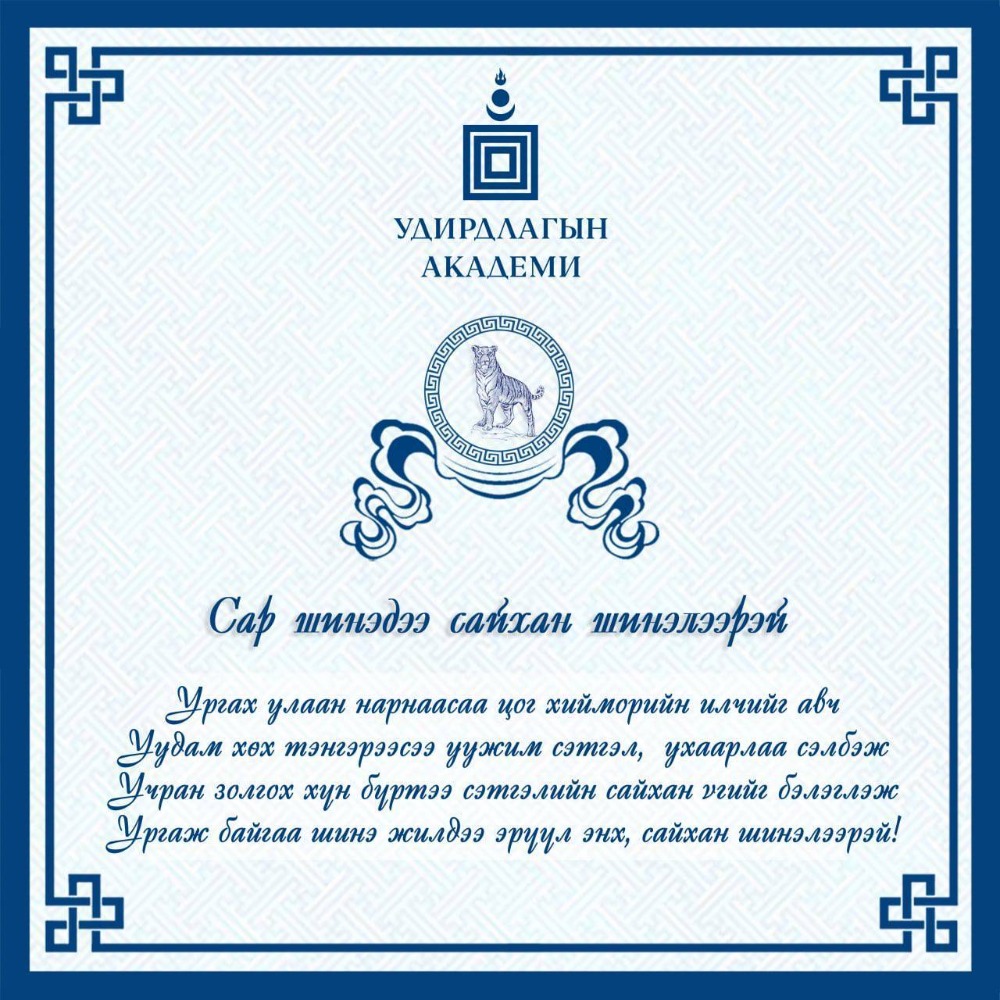 УДИРДЛАГЫН
АКАДЕМИ
Сар шинэдээ сайхан шинэлээрэй
Ургах улаан нарнаасаа цог хийморийн илчийг авч
Уудам хөх тэнгэрээсээ уужим сэтгэл, ухаарлаа сэлбэж
Учран золгох хүн бүртээ сэтгэлийн сайхан үгийг бэлэглэж
Ургаж байгаа шинэ жилдээ эрүүл энх, сайхан шинэлээрэй!